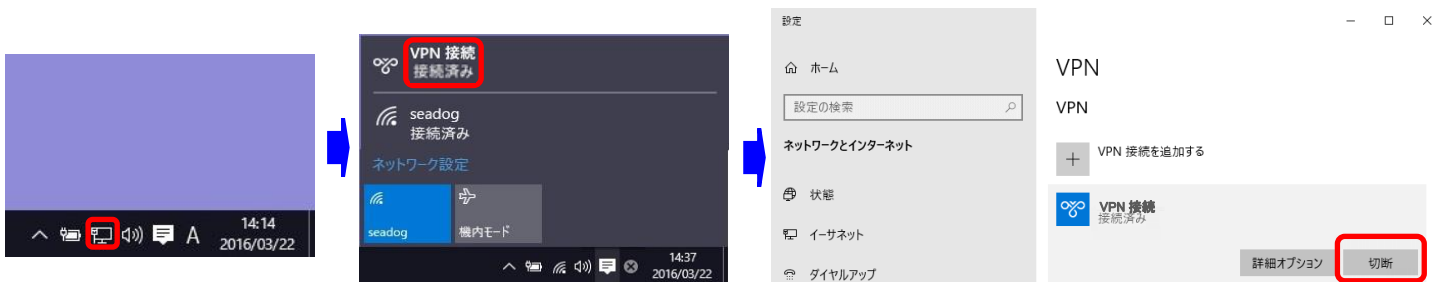 A
14:14
2016/03/22
VPN 接続
接続済み
seadog
接続済み
ネットワーク設定
seadog
機内モード
14:37
2016/03/22
設定
ホーム
設定の検索
ネットワークとインターネット
状態
イーサネット
ダイヤルアップ
VPN
VPN
VPN 接続を追加する
VPN 接続
接続済み
詳細オプション
切断